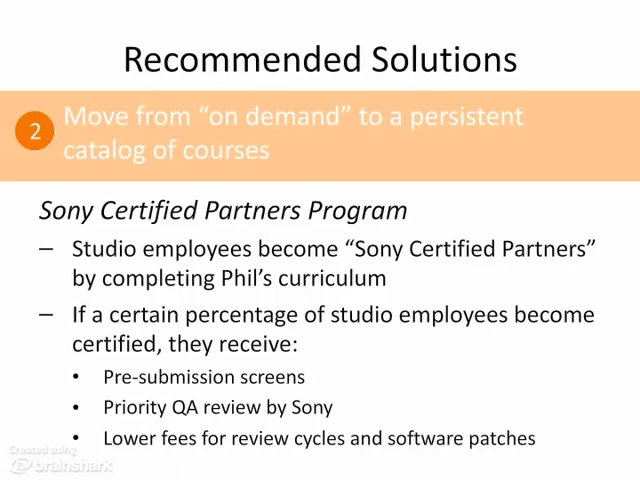 Recommended Solutions
2
Move from “on demand” to a persistent
catalog of courses
Sony Certified Partners Program
– Studio employees become “Sony Certified Partners”
by completing Phil’s curriculum
– If a certain percentage of studio employees become
certified, they receive:
• Pre-submission screens
• Priority QA review by Sony
• Lower fees for review cycles and software patches
Created using
brainshark